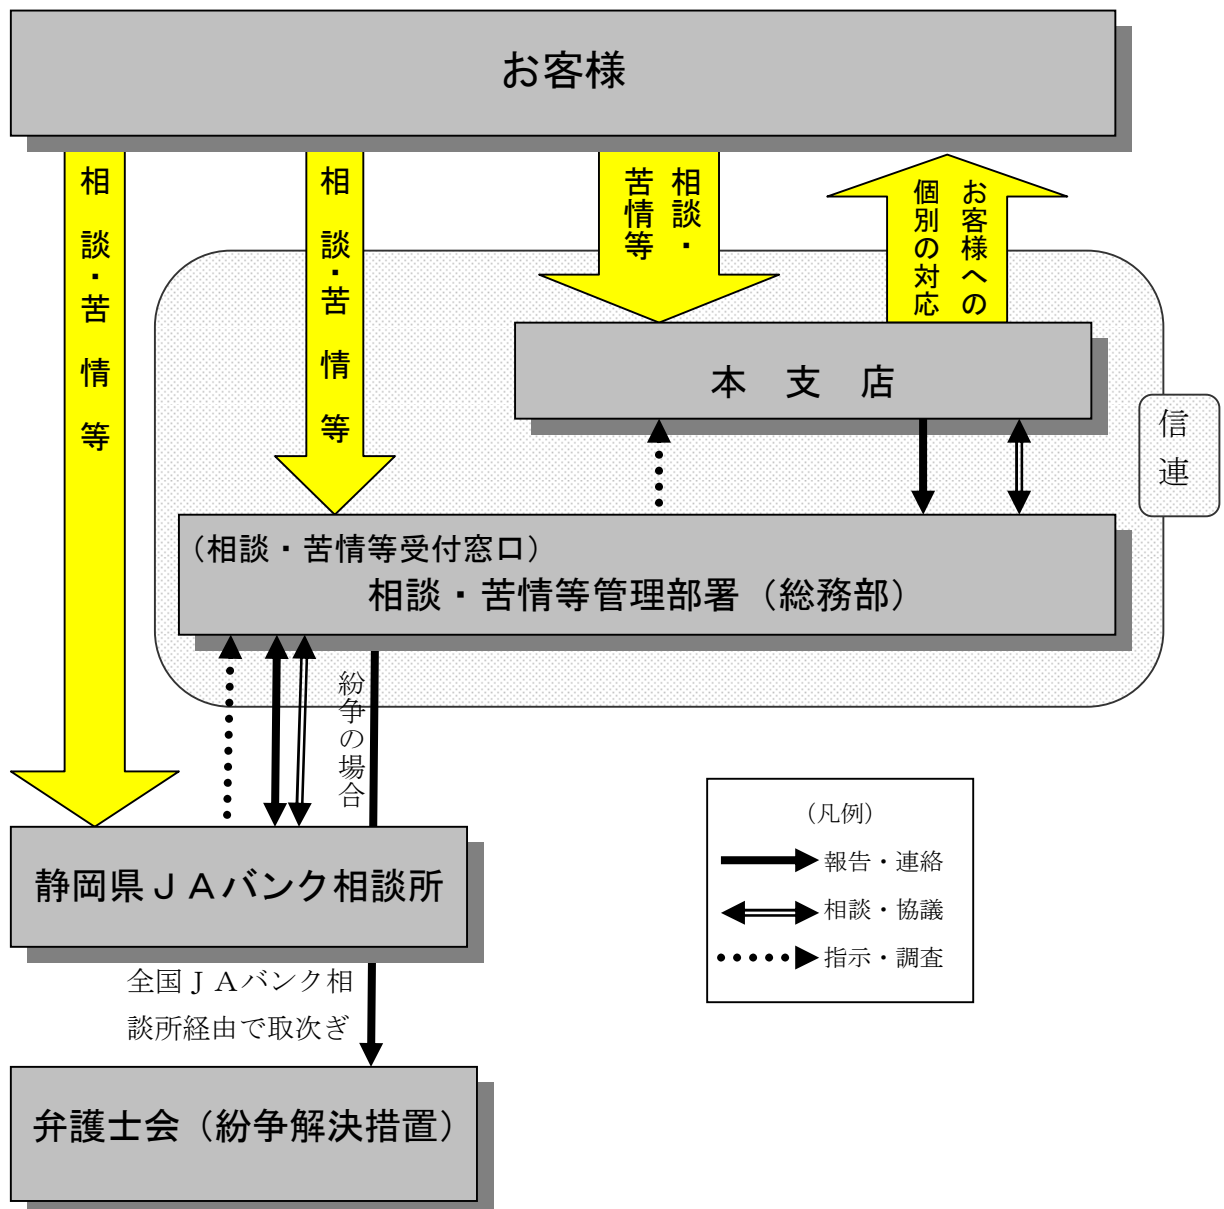 お客様
相談・苦情等
相談・苦情等
相談・
苦情等
お客様への
個別の対応
本支店
信連
(相談・苦情等受付窓口)
相談・苦情等管理部署(総務部)
紛争の場合
(凡例)
報告・連絡
相談・協議
指示・調査
静岡県JAバンク相談所
全国JAバンク相
談所経由で取次ぎ
弁護士会(紛争解決措置)